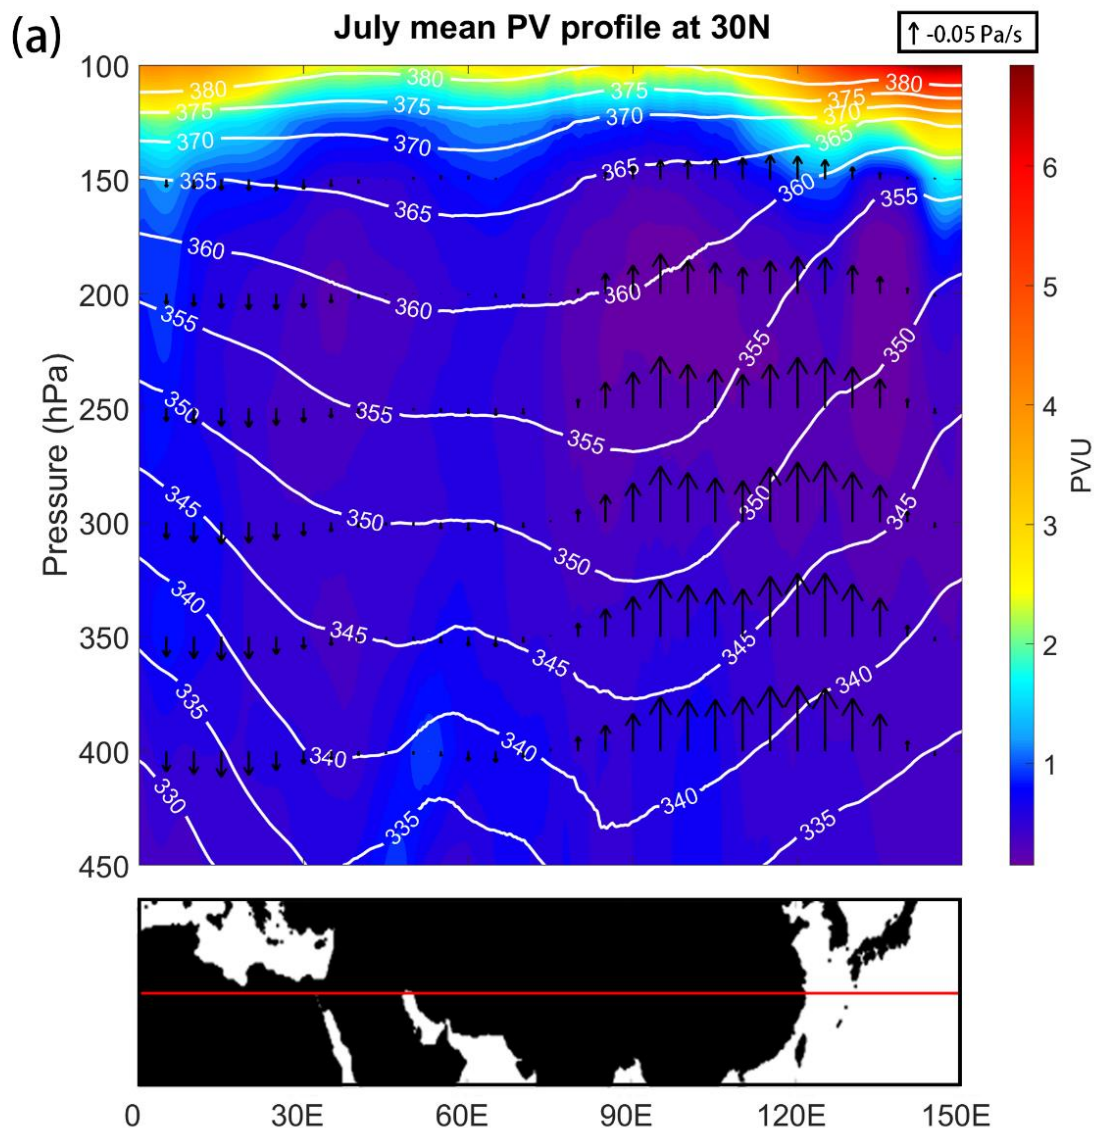 (a)
July mean PV profile at 30N
↑ -0.05 Pa/s
100
150
200
250
300
350
400
450
Pressure (hPa)
380 380 380
375 375 375 375
370 370 370 370
365 365 365 365
360 360 360 360 360
355 355 355 355 355
350 350 350 350 350
345 345 345 345 345
340 340 340 340 340
335 335 335
330
6
5
4
3
2
1
PVU
0 30E 60E 90E 120E 150E